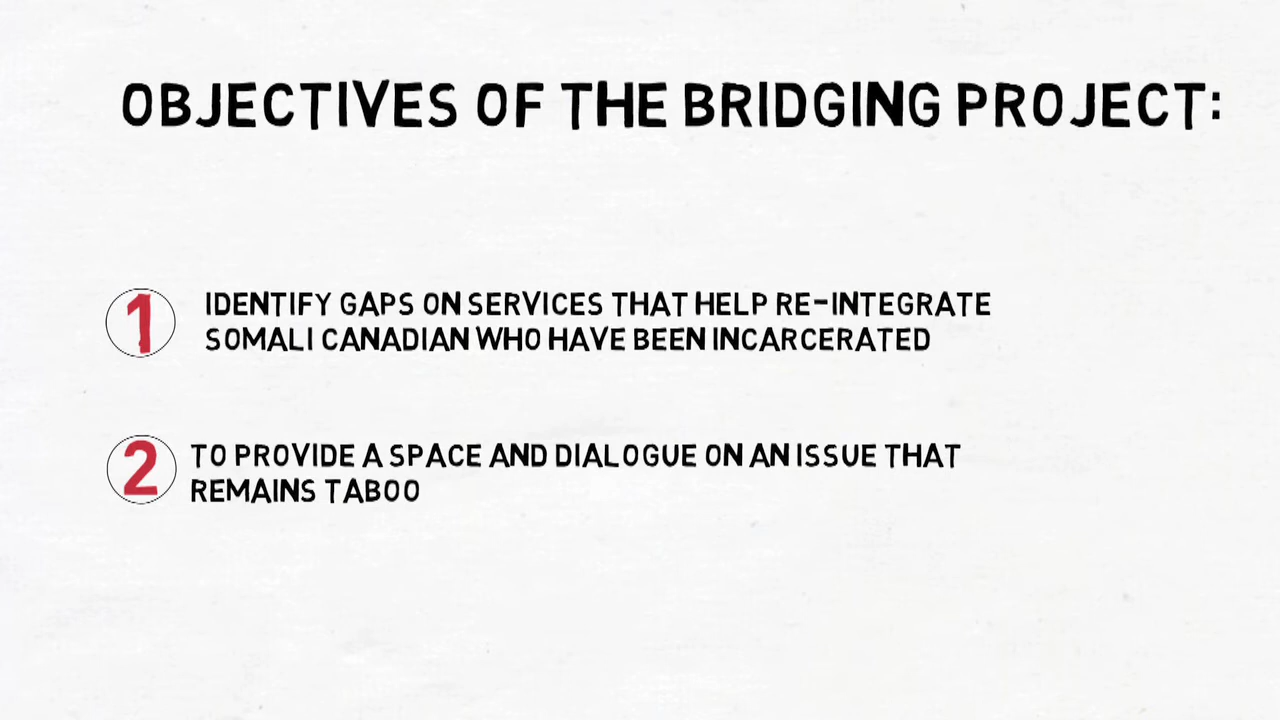 OBJECTIVES OF THE BRIDGING PROJECT:
1 IDENTIFY GAPS ON SERVICES THAT HELP RE-INTEGRATE
SOMALI CANADIAN WHO HAVE BEEN INCARCERATED
2 TO PROVIDE A SPACE AND DIALOGUE ON AN ISSUE THAT
REMAINS TABOO